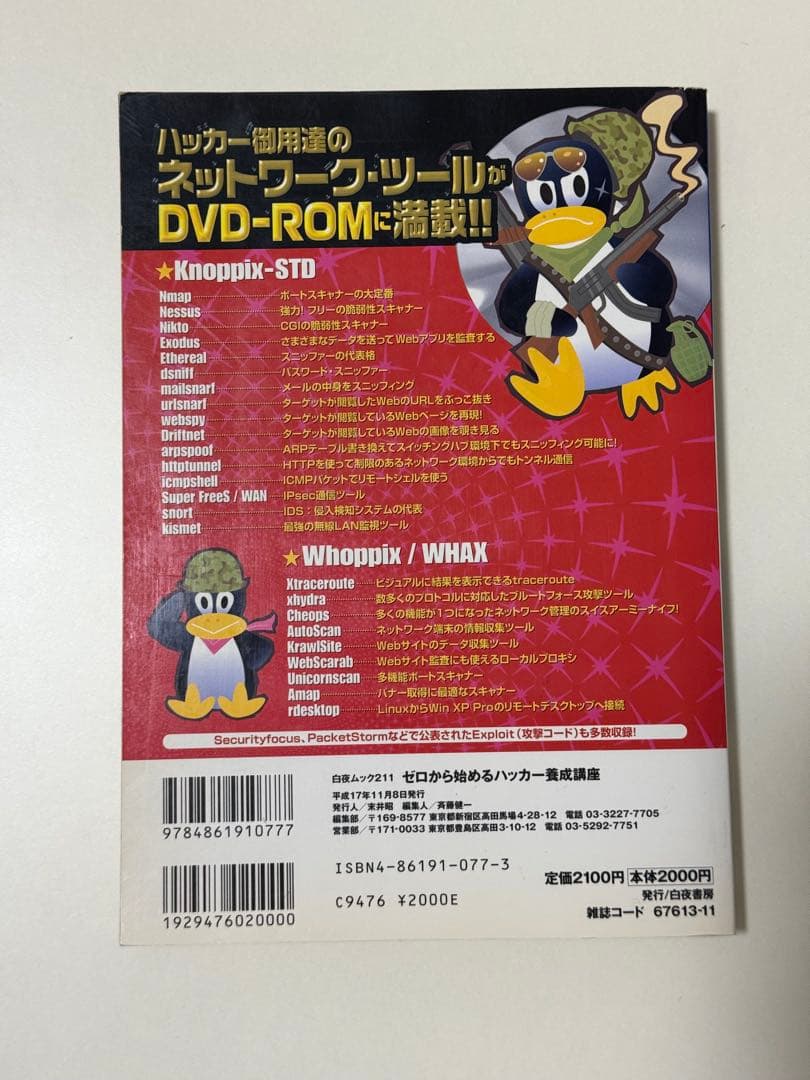 ハッカー御用達の
ネットワーク・ツールが
DVD-ROMに満載!!
★Knoppix-STD
Nmap ポートスキャナーの大定番
Nessus 強力! フリーの脆弱性スキャナー
Nikto CGIの脆弱性スキャナー
Exodus さまざまなデータを送ってWebアプリを監査する
Ethereal スニッファーの代表格
dsniff パスワード・スニッファー
mailsnarf メールの中身をスニッフィング
urlsnarf ターゲットが閲覧したWebのURLをぶっこ抜き
webspy ターゲットが閲覧しているWebページを再現!
Driftnet ターゲットが閲覧しているWebの画像を覗き見る
arpspoof ARPテーブル書き換えてスイッチングハブ環境下でもスニッフィング可能に!
httptunnel HTTPを使って制限のあるネットワーク環境からでもトンネル通信
icmpshell ICMPパケットでリモートシェルを使う
Super FreeS / WAN IPsec通信ツール
snort IDS:侵入検知システムの代表
kismet 最強の無線LAN監視ツール
★Whoppix / WHAX
Xtraceroute ビジュアルに結果を表示できるtraceroute
xhydra 数多くのプロトコルに対応したブルートフォース攻撃ツール
Cheops 多くの機能が1つになったネットワーク管理のスイスアーミーナイフ!
AutoScan ネットワーク端末の情報収集ツール
KrawlSite Webサイトのデータ収集ツール
WebScarab Webサイト監査にも使えるローカルプロキシ
Unicornscan 多機能ポートスキャナー
Amap バナー取得に最適なスキャナー
rdesktop LinuxからWin XP Proのリモートデスクトップへ接続
Securityfocus、PacketStormなどで公表されたExploit(攻撃コード)も多数収録!
白夜ムック211 ゼロから始めるハッカー養成講座
平成17年11月8日発行
発行人/末井昭 編集人/斉藤健一
編集部/〒169-8577 東京都新宿区高田馬場4-28-12 電話 03-3227-7705
営業部/〒171-0033 東京都豊島区高田3-10-12 電話 03-5292-7751
9784861910777
ISBN4-86191-077-3
定価2100円 本体2000円
発行/白夜書房
C9476 ¥2000E
雑誌コード 67613-11
1929476020000